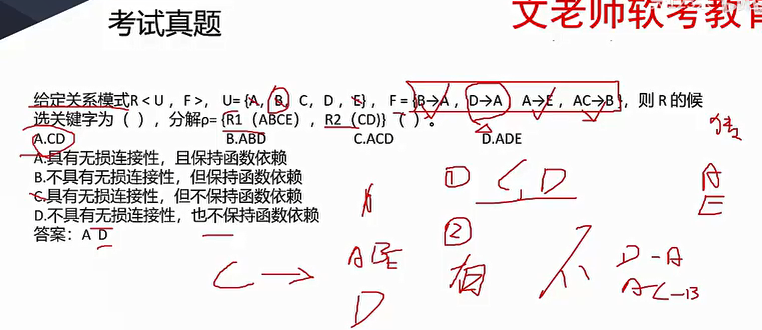 考试真题
文老师软考教育
给定关系模式R < U ，F >， U= {A，B，C，D ，E}， F = {B→A ，D→A  A→E ，AC→B }，则 R 的候
选关键字为（ ），分解ρ= {R1（ABCE），R2（CD)}（ ）。
A.CD B.ABD C.ACD D.ADE
A.具有无损连接性，且保持函数依赖
B.不具有无损连接性，但保持函数依赖
C.具有无损连接性，但不保持函数依赖
D.不具有无损连接性，也不保持函数依赖
答案：A D
① C, D
A
E
②
C → ABE
D
D - A
AC - B